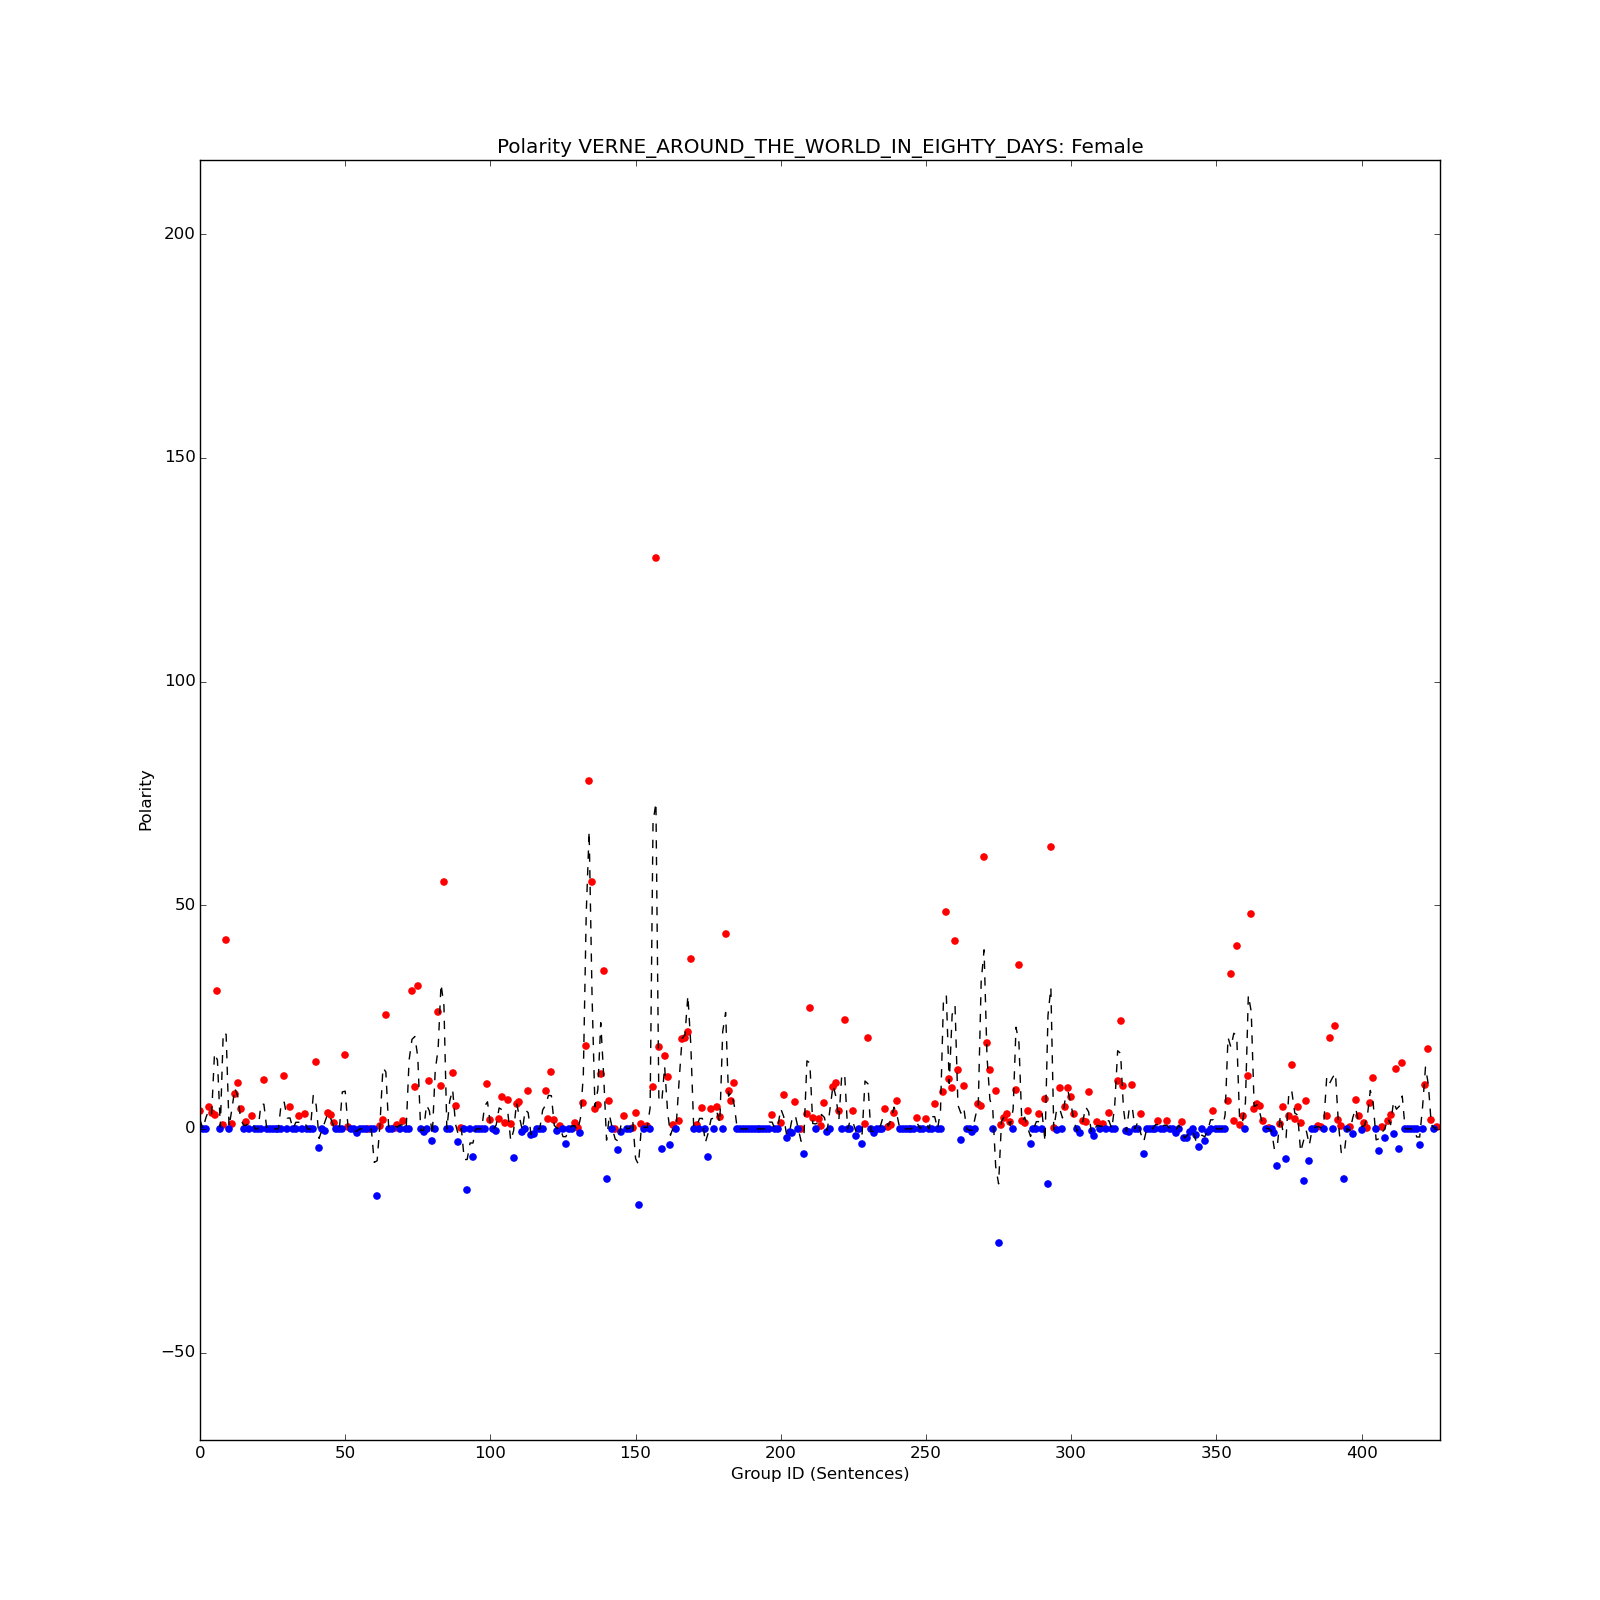 Polarity VERNE_AROUND_THE_WORLD_IN_EIGHTY_DAYS: Female
200
150
100
50
0
−50
Polarity
0 50 100 150 200 250 300 350 400
Group ID (Sentences)